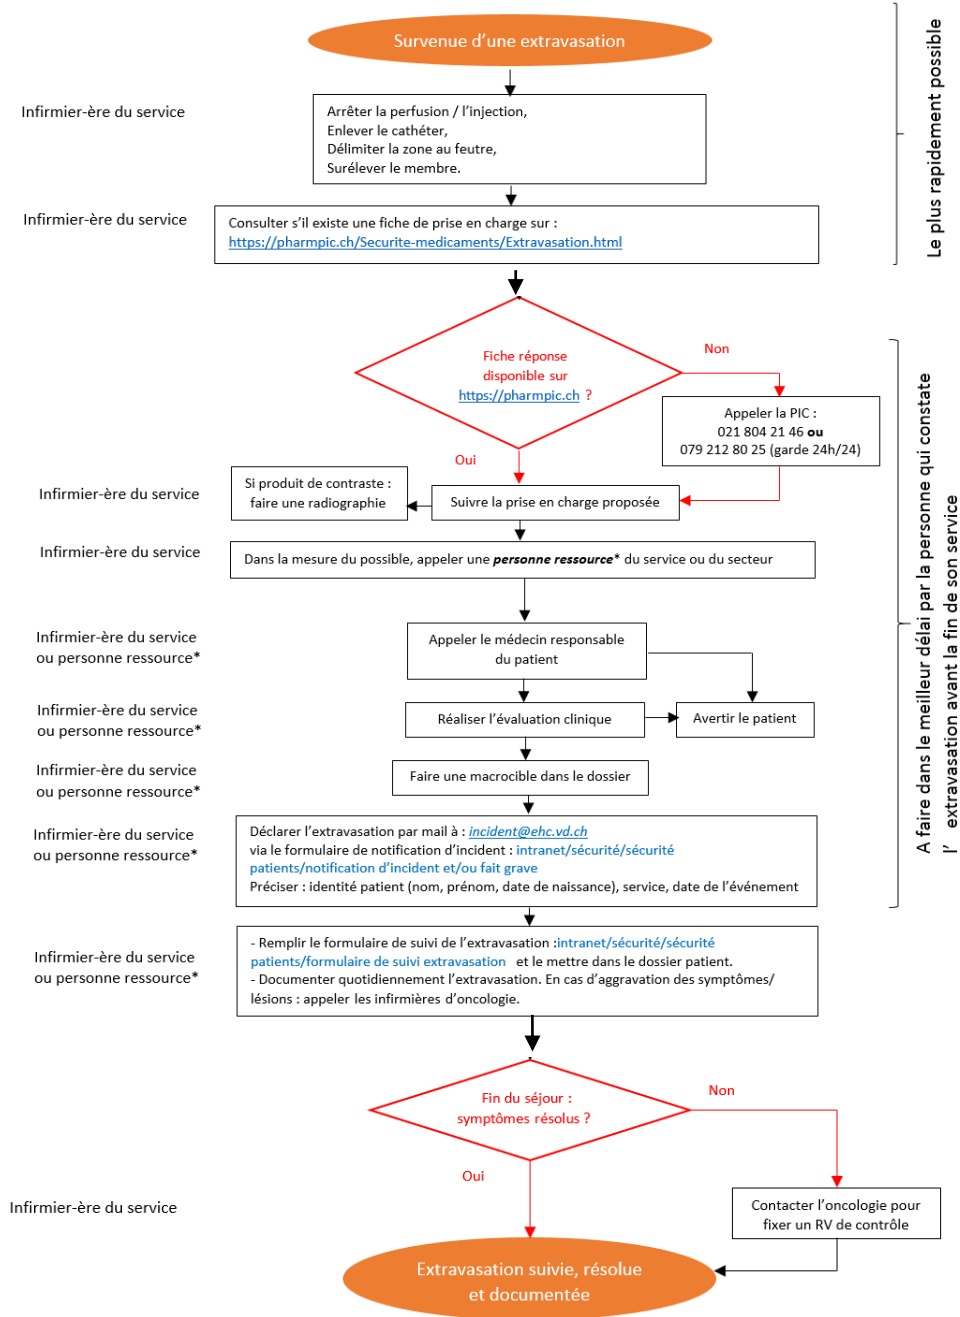 Survenue d'une extravasation
Le plus rapidement possible
Infirmier-ère du service
Arrêter la perfusion / l'injection,
Enlever le cathéter,
Délimiter la zone au feutre,
Surélever le membre.
Infirmier-ère du service
Consulter s'il existe une fiche de prise en charge sur :
https://pharmpic.ch/Securite-medicaments/Extravasation.html
Fiche réponse
disponible sur
https://pharmpic.ch ?
Non
Appeler la PIC :
021 804 21 46 ou
079 212 80 25 (garde 24h/24)
Oui
A faire dans le meilleur délai par la personne qui constate
l' extravasation avant la fin de son service
Infirmier-ère du service
Si produit de contraste :
faire une radiographie
Suivre la prise en charge proposée
Infirmier-ère du service
Dans la mesure du possible, appeler une personne ressource* du service ou du secteur
Infirmier-ère du service
ou personne ressource*
Appeler le médecin responsable
du patient
Infirmier-ère du service
ou personne ressource*
Réaliser l'évaluation clinique
Avertir le patient
Infirmier-ère du service
ou personne ressource*
Faire une macrocible dans le dossier
Infirmier-ère du service
ou personne ressource*
Déclarer l'extravasation par mail à : incident@ehc.vd.ch
via le formulaire de notification d'incident : intranet/sécurité/sécurité
patients/notification d'incident et/ou fait grave
Préciser : identité patient (nom, prénom, date de naissance), service, date de l'événement
Infirmier-ère du service
ou personne ressource*
- Remplir le formulaire de suivi de l'extravasation :intranet/sécurité/sécurité
patients/formulaire de suivi extravasation et le mettre dans le dossier patient.
- Documenter quotidiennement l'extravasation. En cas d'aggravation des symptômes/
lésions : appeler les infirmières d'oncologie.
Fin du séjour :
symptômes résolus ?
Non
Oui
Infirmier-ère du service
Contacter l'oncologie pour
fixer un RV de contrôle
Extravasation suivie, résolue
et documentée